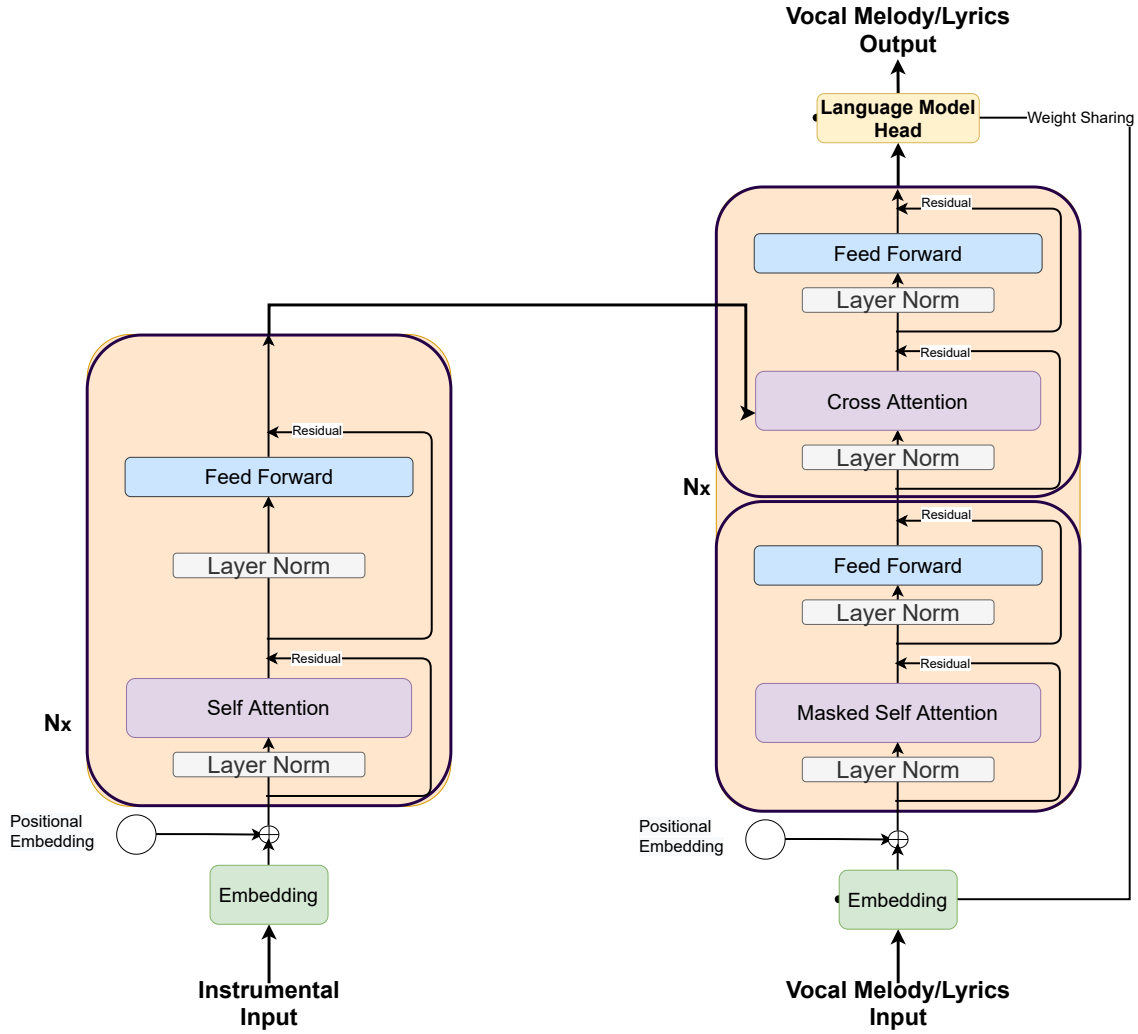 Vocal Melody/Lyrics
Output
Language Model
Head
Weight Sharing
Residual
Feed Forward
Layer Norm
Residual
Cross Attention
Layer Norm
Nx
Residual
Feed Forward
Layer Norm
Residual
Masked Self Attention
Layer Norm
Positional
Embedding
Embedding
Vocal Melody/Lyrics
Input
Residual
Feed Forward
Layer Norm
Residual
Self Attention
Nx
Layer Norm
Positional
Embedding
Embedding
Instrumental
Input